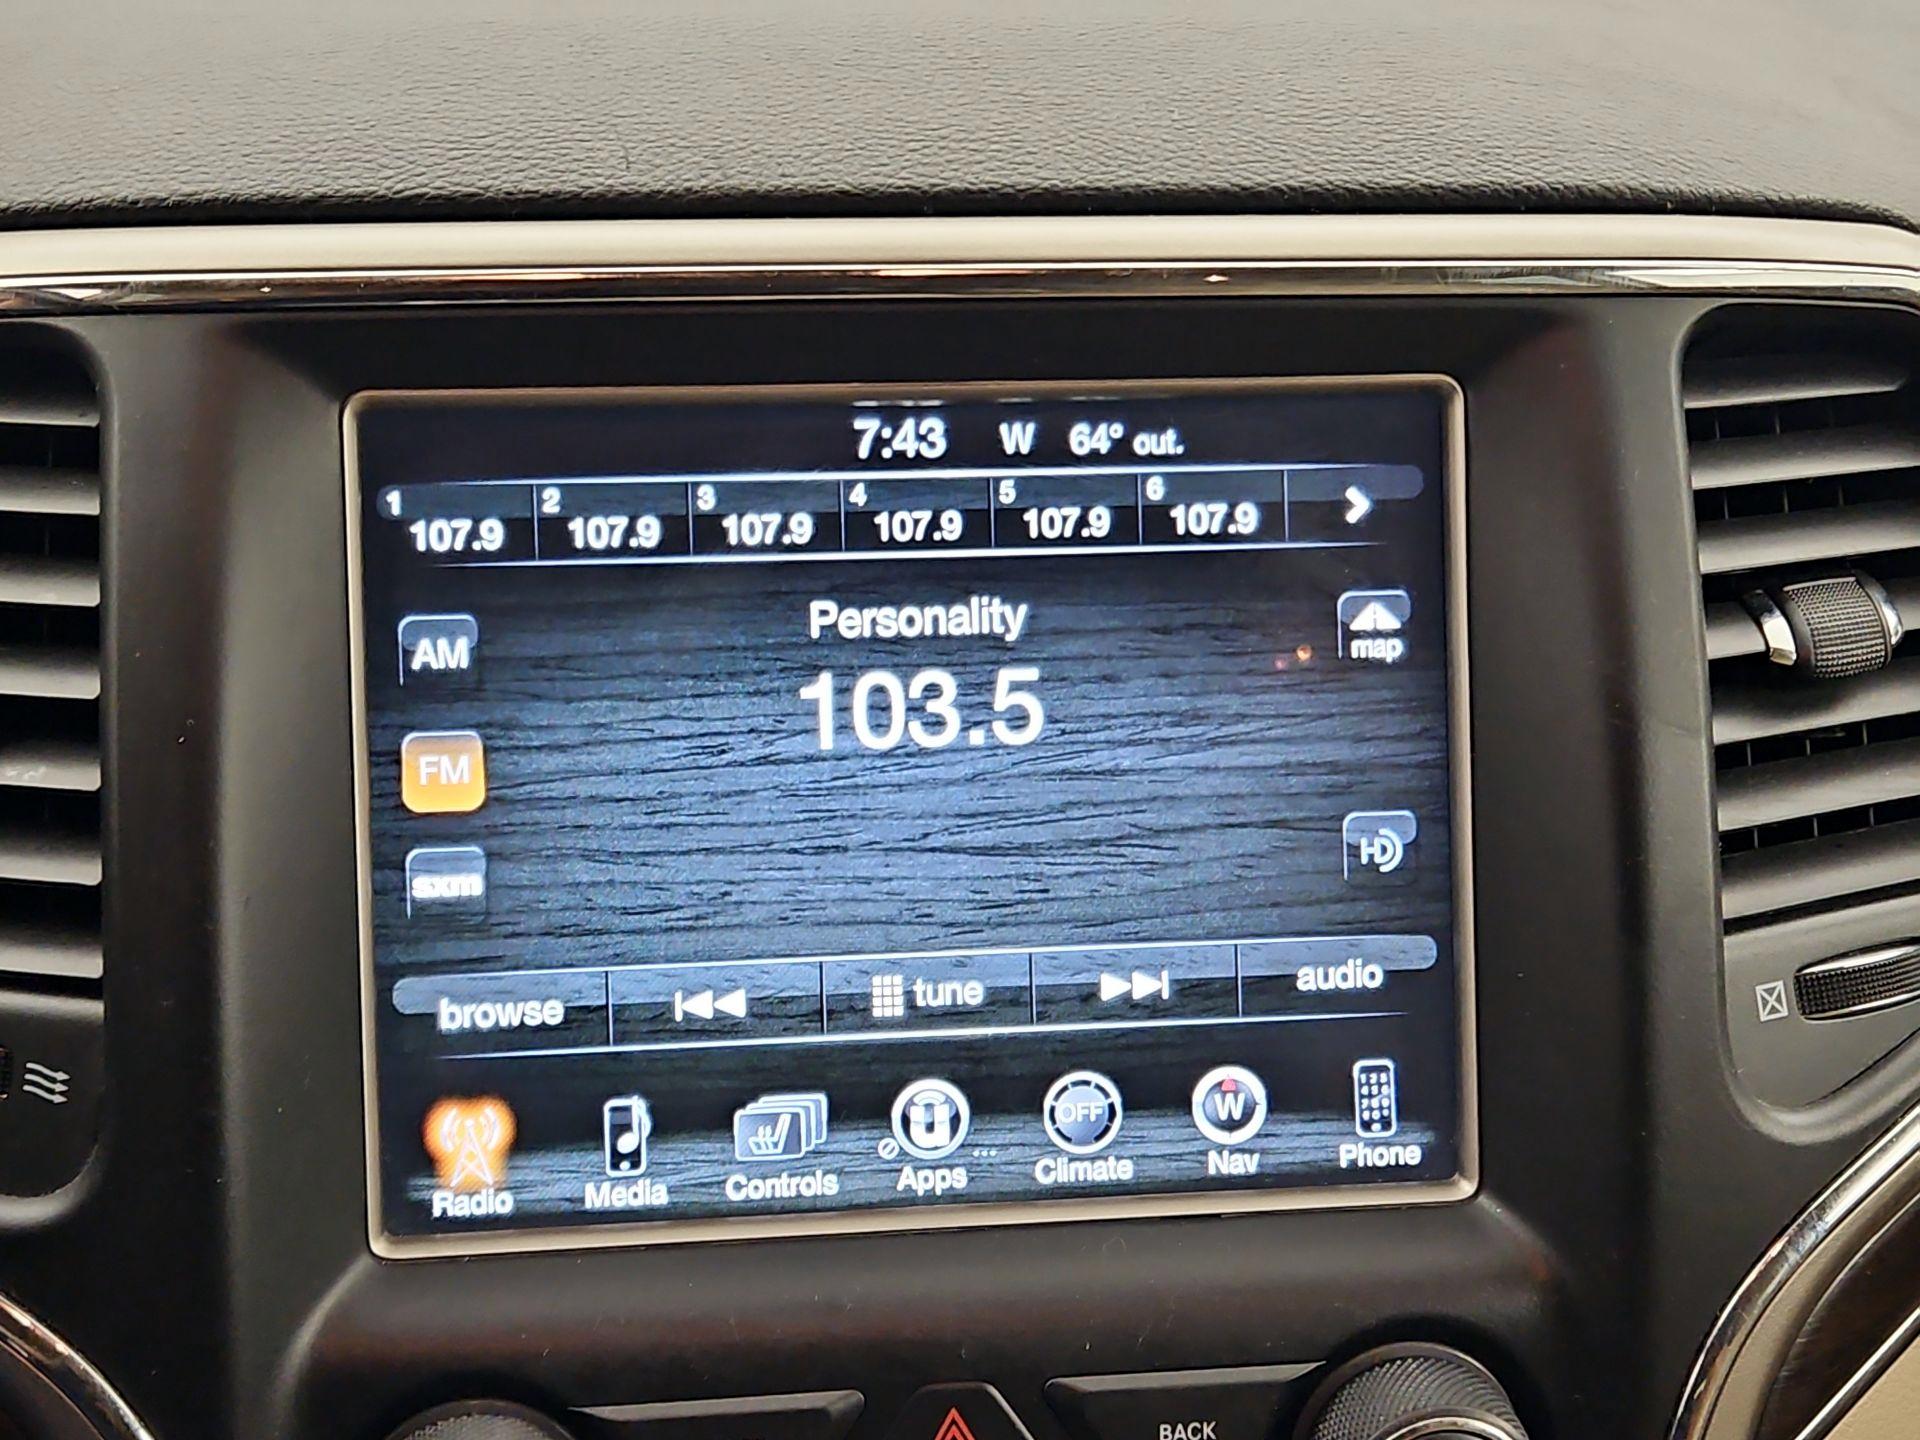 7:43 W 64° out.
1 107.9 2 107.9 3 107.9 4 107.9 5 107.9 6 107.9
Personality
map
AM
103.5
FM
HD
sxm
browse tune audio
OFF W
Radio Media Controls Apps ... Climate Nav Phone
BACK